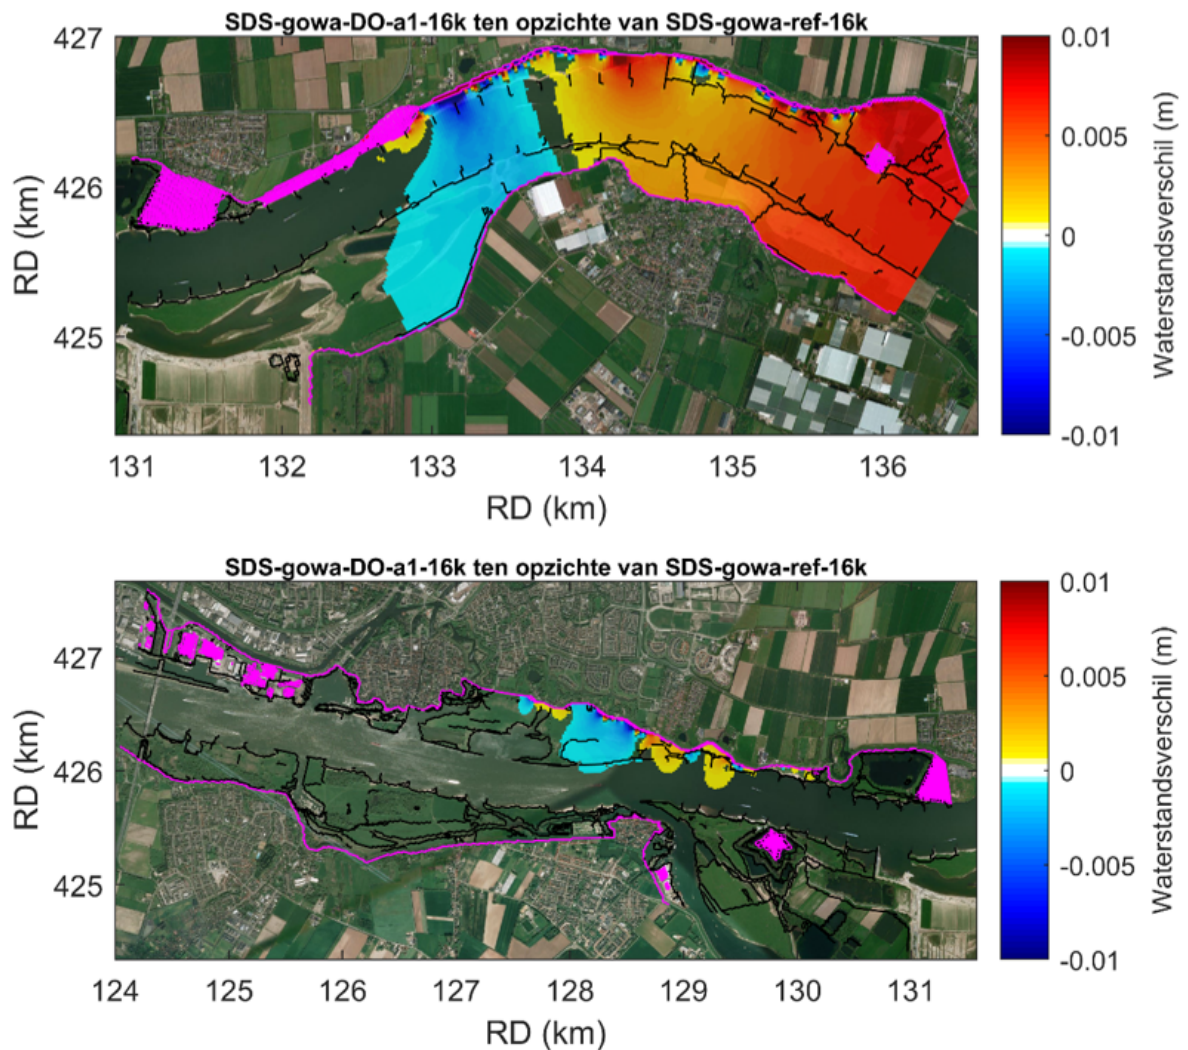 SDS-gowa-DO-a1-16k ten opzichte van SDS-gowa-ref-16k
427
426
425
RD (km)
131 132 133 134 135 136
RD (km)
0.01
0.005
0
-0.005
-0.01
Waterstandsverschil (m)
SDS-gowa-DO-a1-16k ten opzichte van SDS-gowa-ref-16k
427
426
425
RD (km)
124 125 126 127 128 129 130 131
RD (km)
0.01
0.005
0
-0.005
-0.01
Waterstandsverschil (m)